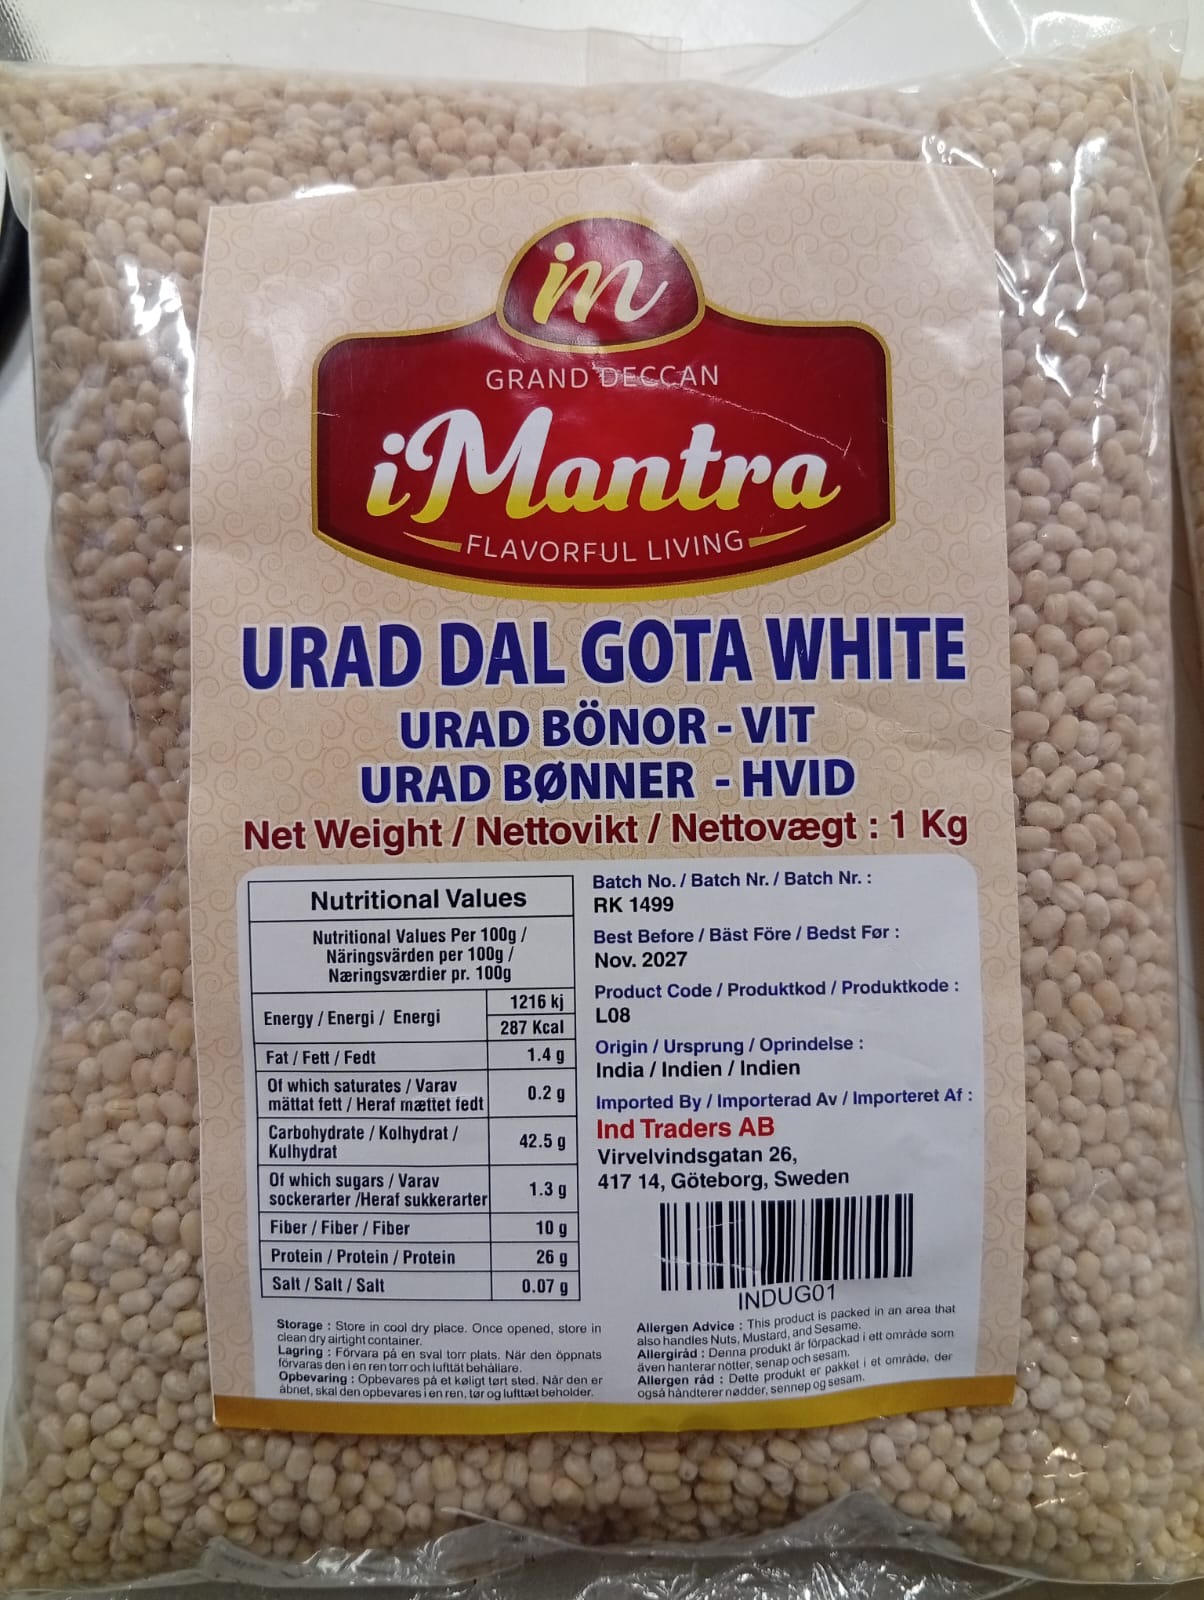 im
GRAND DECCAN
iMantra
FLAVORFUL LIVING
URAD DAL GOTA WHITE
URAD BÖNOR - VIT
URAD BØNNER - HVID
Net Weight / Nettovikt / Nettovægt : 1 Kg
Nutritional Values
Nutritional Values Per 100g /
Näringsvärden per 100g /
Næringsværdier pr. 100g
Energy / Energi / Energi
1216 kj
287 Kcal
Fat / Fett / Fedt
1.4 g
Of which saturates / Varav
mättat fett / Heraf mættet fedt
0.2 g
Carbohydrate / Kolhydrat /
Kulhydrat
42.5 g
Of which sugars / Varav
sockerarter /Heraf sukkerarter
1.3 g
Fiber / Fiber / Fiber
10 g
Protein / Protein / Protein
26 g
Salt / Salt / Salt
0.07 g
Storage : Store in cool dry place. Once opened, store in
clean dry airtight container.
Lagring : Förvara på en sval torr plats. När den öppnats
förvaras den i en ren torr och lufttät behållare.
Opbevaring : Opbevares på et køligt tørt sted. Når den er
åbnet, skal den opbevares i en ren, tør og lufttæt beholder.
Batch No. / Batch Nr. / Batch Nr. :
RK 1499
Best Before / Bäst Före / Bedst Før :
Nov. 2027
Product Code / Produktkod / Produktkode :
L08
Origin / Ursprung / Oprindelse :
India / Indien / Indien
Imported By / Importerad Av / Importeret Af :
Ind Traders AB
Virvelvindsgatan 26,
417 14, Göteborg, Sweden
INDUG01
Allergen Advice : This product is packed in an area that
also handles Nuts, Mustard, and Sesame.
Allergiråd : Denna produkt är förpackad i ett område som
även hanterar nötter, senap och sesam.
Allergen råd : Dette produkt er pakket i et område, der
også håndterer nødder, sennep og sesam.